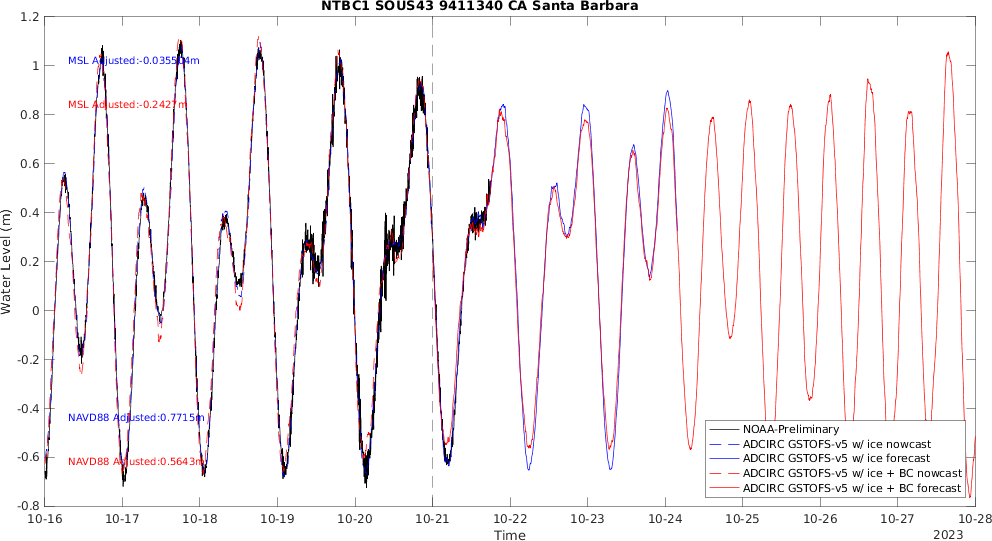 NTBC1 SOUS43 9411340 CA Santa Barbara
1.2
1
0.8
0.6
0.4
0.2
0
-0.2
-0.4
-0.6
-0.8
Water Level (m)
MSL Adjusted:-0.035504m
MSL Adjusted:-0.2427m
NAVD88 Adjusted:0.7715m
NAVD88 Adjusted:0.5643m
NOAA-Preliminary
ADCIRC GSTOFS-v5 w/ ice nowcast
ADCIRC GSTOFS-v5 w/ ice forecast
ADCIRC GSTOFS-v5 w/ ice + BC nowcast
ADCIRC GSTOFS-v5 w/ ice + BC forecast
10-16 10-17 10-18 10-19 10-20 10-21 10-22 10-23 10-24 10-25 10-26 10-27 10-28
Time
2023